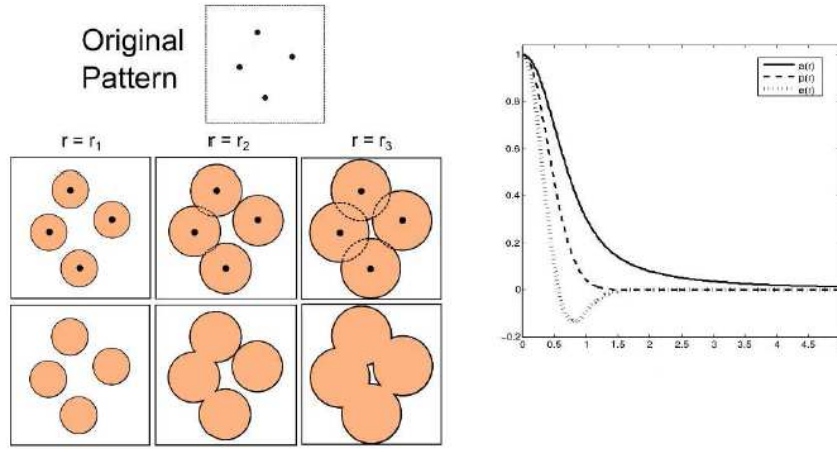 Original
Pattern
r = r₁
r = r₂
r = r₃
a(r)
p(r)
e(r)
1
0.8
0.6
0.4
0.2
0
−0.2
0 0.5 1 1.5 2 2.5 3 3.5 4 4.5